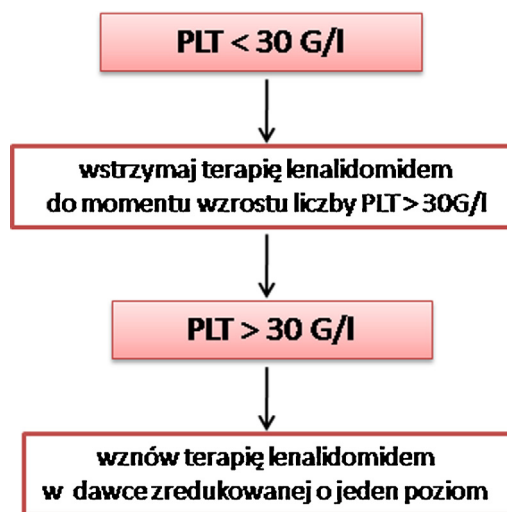 PLT < 30 G/l
wstrzymaj terapię lenalidomidem
do momentu wzrostu liczby PLT > 30G/l
PLT > 30 G/l
wznów terapię lenalidomidem
w dawce zredukowanej o jeden poziom